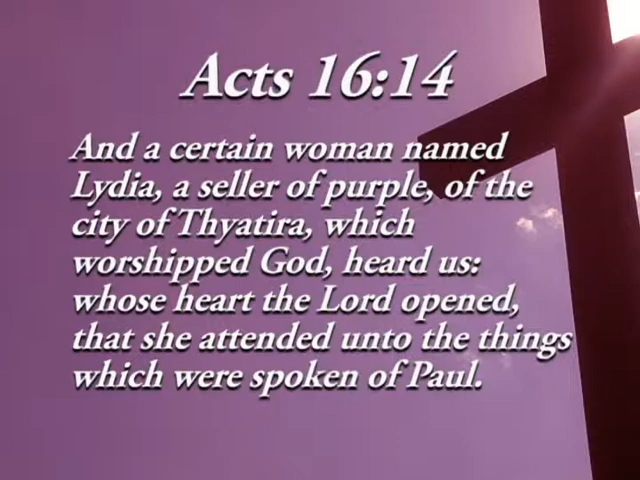 Acts 16:14
And a certain woman named
Lydia, a seller of purple, of the
city of Thyatira, which
worshipped God, heard us:
whose heart the Lord opened,
that she attended unto the things
which were spoken of Paul.